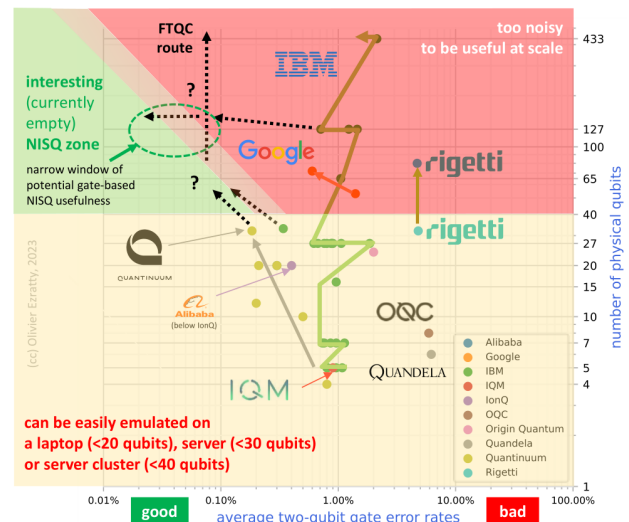 FTQC
route
too noisy
to be useful at scale
433
IBM
interesting
(currently
empty)
NISQ zone
?
127
Google
100
narrow window of
potential gate-based
NISQ usefulness
rigetti
65
?
40
rigetti
27
QUANTINUUM
20
15
Alibaba
(below IonQ)
OQC
10
(cc) Olivier Ezratty, 2023
number of physical qubits
7
IQM
QUANDELA
5
4
Alibaba
Google
IBM
IQM
IonQ
OQC
Origin Quantum
Quandela
Quantinuum
Rigetti
can be easily emulated on
a laptop (<20 qubits), server (<30 qubits)
or server cluster (<40 qubits)
1
0.01%
0.10%
1.00%
10.00%
100.00%
good
average two-qubit gate error rates
bad